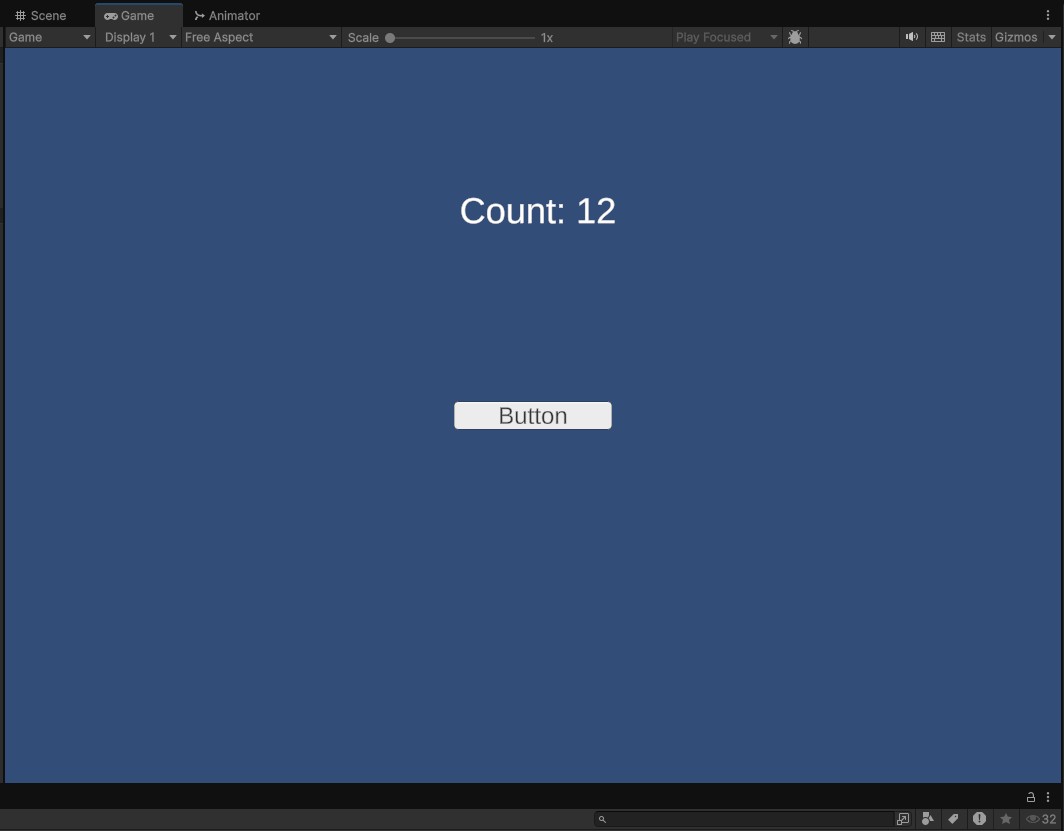 Scene Game Animator
Game Display 1 Free Aspect Scale 1x Play Focused Stats Gizmos
Count: 12
Button
32